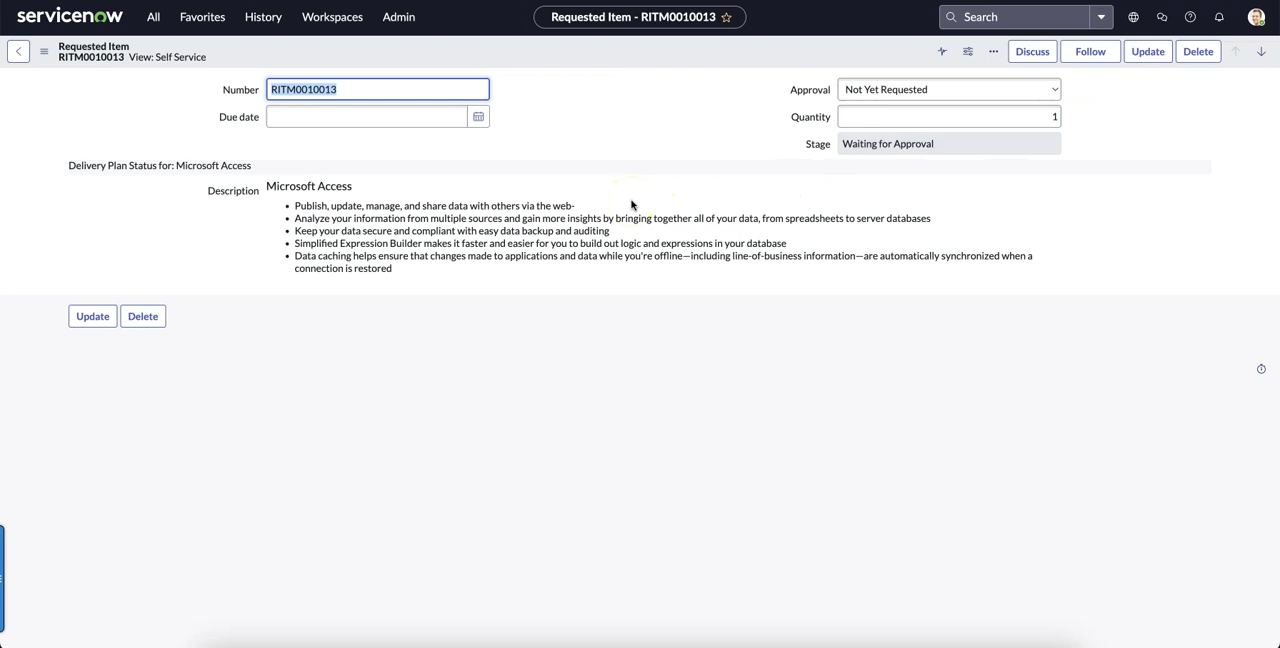 servicenow All Favorites History Workspaces Admin Requested Item - RITM0010013 Search
Requested Item
RITM0010013 View: Self Service
Discuss Follow Update Delete
Number RITM0010013 Approval Not Yet Requested
Due date Quantity 1
Stage Waiting for Approval
Delivery Plan Status for: Microsoft Access
Description Microsoft Access
• Publish, update, manage, and share data with others via the web-
• Analyze your information from multiple sources and gain more insights by bringing together all of your data, from spreadsheets to server databases
• Keep your data secure and compliant with easy data backup and auditing
• Simplified Expression Builder makes it faster and easier for you to build out logic and expressions in your database
• Data caching helps ensure that changes made to applications and data while you're offline—including line-of-business information—are automatically synchronized when a
connection is restored
Update Delete